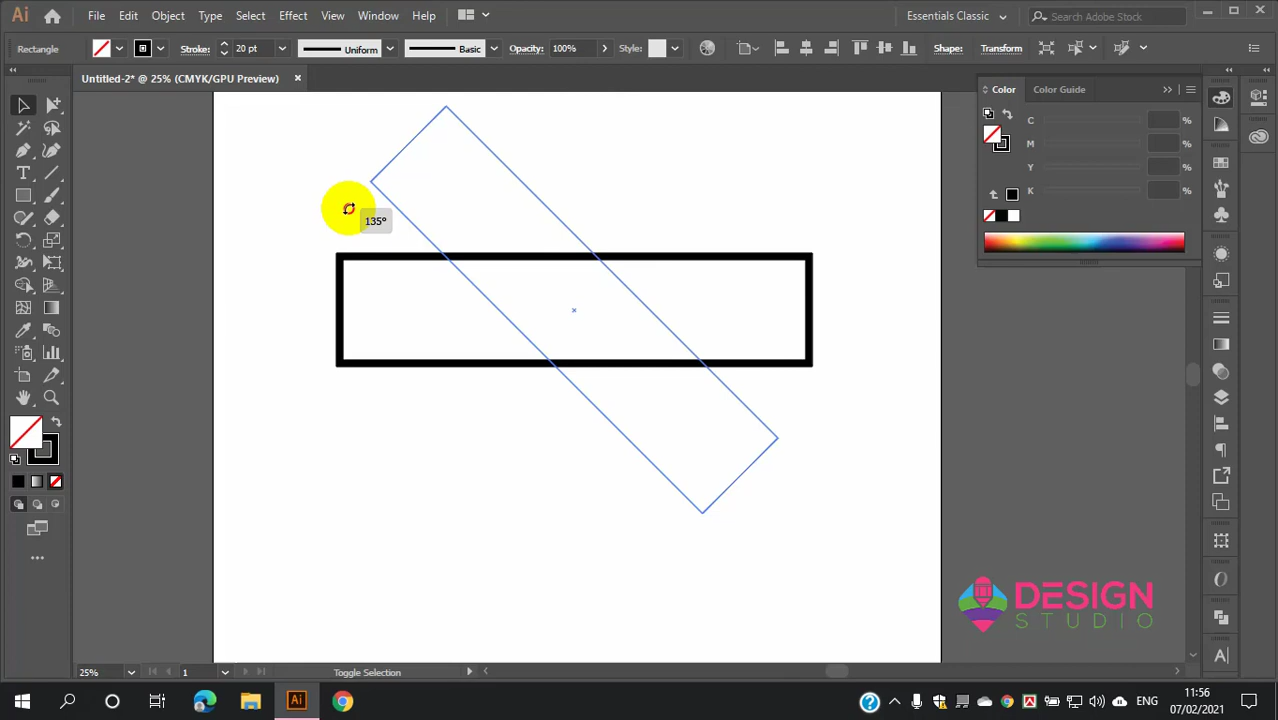 Ai
File Edit Object Type Select Effect View Window Help
Essentials Classic
Search Adobe Stock
Rectangle
Stroke: 20 pt
Uniform
Basic
Opacity: 100%
Style:
Shape:
Transform
Untitled-2* @ 25% (CMYK/GPU Preview)
Color
Color Guide
C %
M %
Y %
K %
135°
DESIGN
STUDIO
25%
1
Toggle Selection
Ai
ENG
11:56
07/02/2021